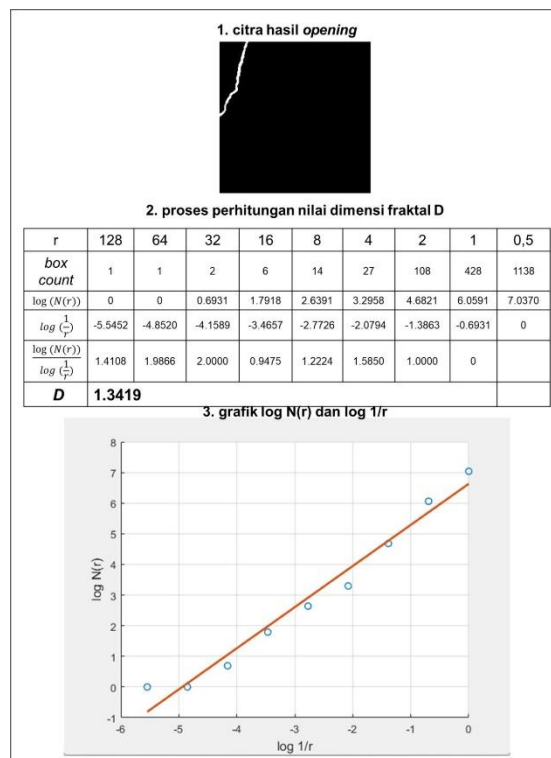 1. citra hasil opening
2. proses perhitungan nilai dimensi fraktal D
r 128 64 32 16 8 4 2 1 0,5
box count 1 1 2 6 14 27 108 428 1138
log (N(r)) 0 0 0.6931 1.7918 2.6391 3.2958 4.6821 6.0591 7.0370
log (1/r) -5.5452 -4.8520 -4.1589 -3.4657 -2.7726 -2.0794 -1.3863 -0.6931 0
log (N(r)) / log (1/r) 1.4108 1.9866 2.0000 0.9475 1.2224 1.5850 1.0000 0
D 1.3419
3. grafik log N(r) dan log 1/r
8
7
6
5
4
3
2
1
0
-1
log N(r)
-6 -5 -4 -3 -2 -1 0
log 1/r